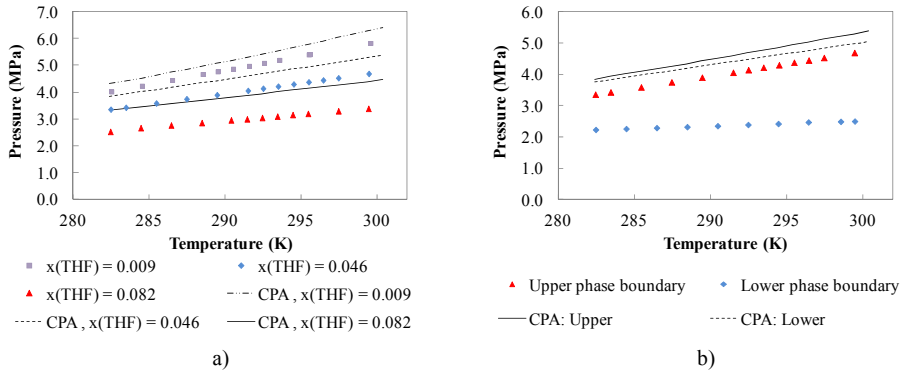 7.0
6.0
5.0
4.0
3.0
2.0
1.0
0.0
Pressure (MPa)
280 285 290 295 300
Temperature (K)
x(THF) = 0.009 x(THF) = 0.046
x(THF) = 0.082 CPA , x(THF) = 0.009
CPA , x(THF) = 0.046 CPA , x(THF) = 0.082
a)
6.0
5.0
4.0
3.0
2.0
1.0
0.0
Pressure (MPa)
280 285 290 295 300
Temperature (K)
Upper phase boundary Lower phase boundary
CPA: Upper CPA: Lower
b)